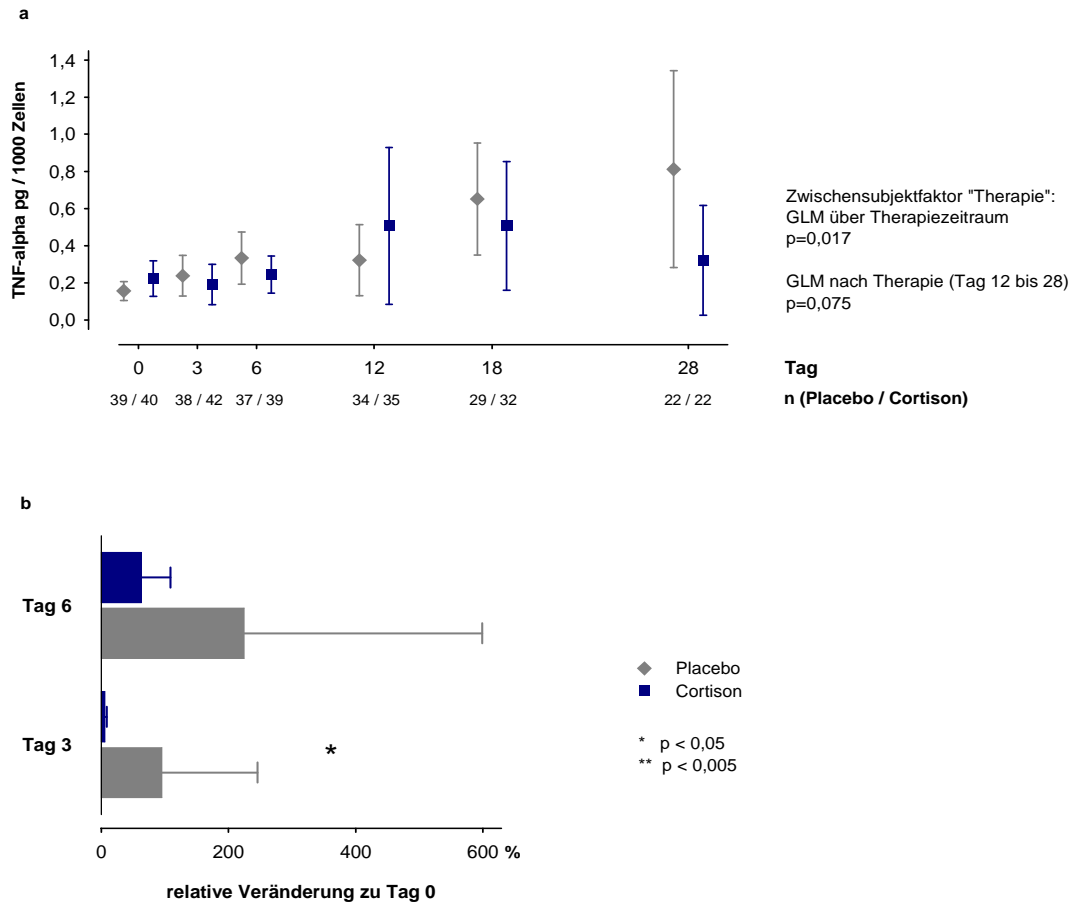 a
TNF-alpha pg / 1000 Zellen
1,4
1,2
1,0
0,8
0,6
0,4
0,2
0,0
Zwischensubjektfaktor "Therapie":
GLM über Therapiezeitraum
p=0,017
GLM nach Therapie (Tag 12 bis 28)
p=0,075
0 3 6 12 18 28 Tag
39 / 40 38 / 42 37 / 39 34 / 35 29 / 32 22 / 22 n (Placebo / Cortison)
b
Tag 6
Tag 3
*
Placebo
Cortison
* p < 0,05
** p < 0,005
0 200 400 600 %
relative Veränderung zu Tag 0